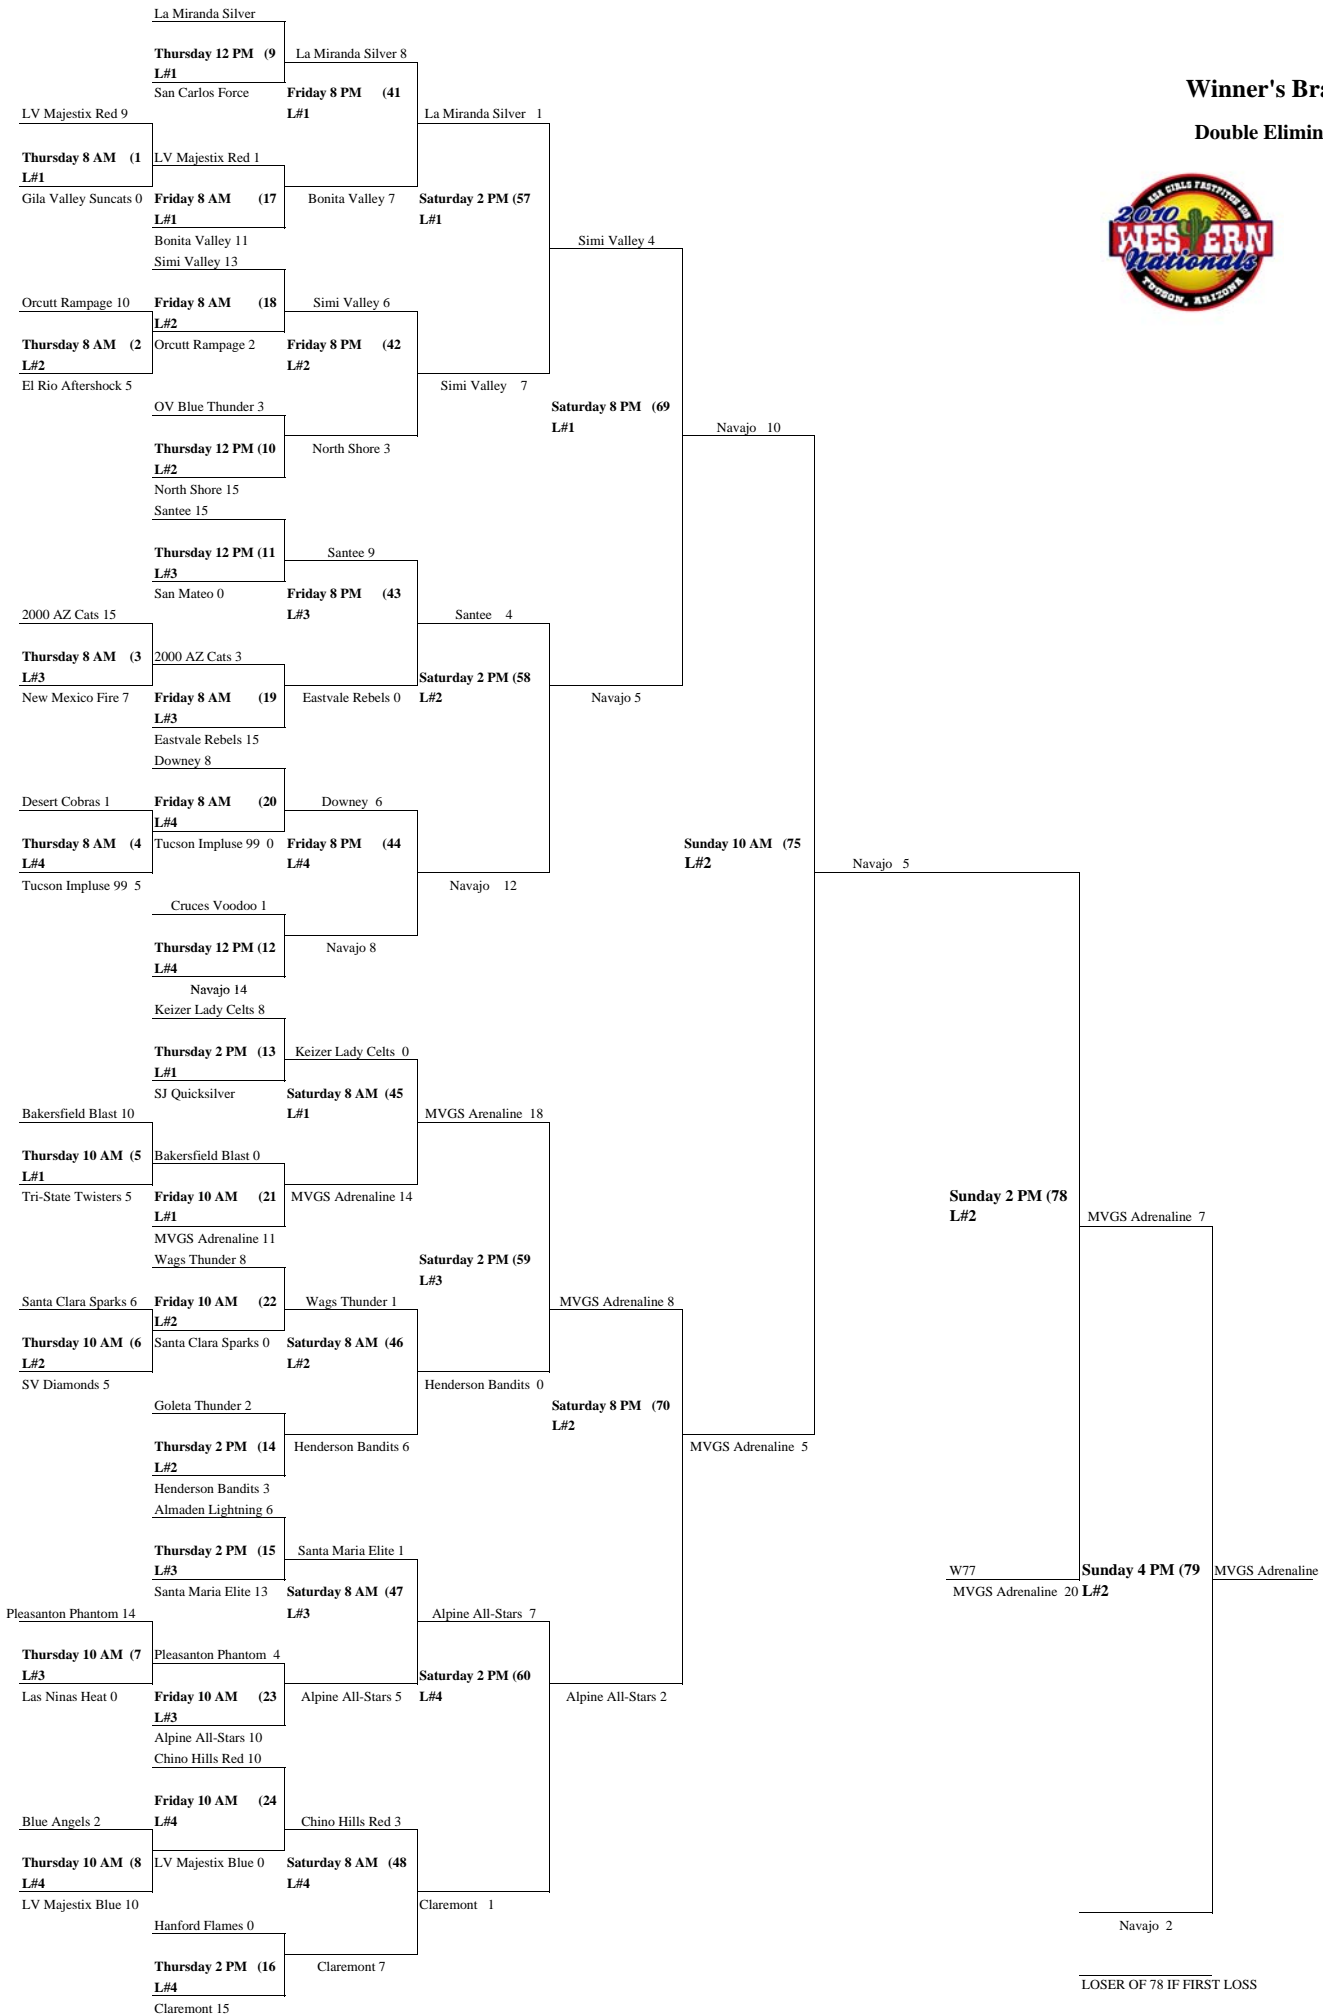 La Miranda Silver
Thursday 12 PM (9
L#1
San Carlos Force
La Miranda Silver 8
Friday 8 PM (41
L#1
Winner's Bra
Double Elimin
ASA GIRLS FASTPITCH 10B
2010
WESTERN
Nationals
TUCSON, ARIZONA
LV Majestix Red 9
Thursday 8 AM (1
L#1
Gila Valley Suncats 0
LV Majestix Red 1
Friday 8 AM (17
L#1
Bonita Valley 11
Bonita Valley 7
La Miranda Silver 1
Saturday 2 PM (57
L#1
Simi Valley 13
Orcutt Rampage 10
Thursday 8 AM (2
L#2
El Rio Aftershock 5
Friday 8 AM (18
L#2
Orcutt Rampage 2
Simi Valley 6
Friday 8 PM (42
L#2
Simi Valley 7
Simi Valley 4
OV Blue Thunder 3
Thursday 12 PM (10
L#2
North Shore 15
North Shore 3
Saturday 8 PM (69
L#1
Navajo 10
Santee 15
Thursday 12 PM (11
L#3
San Mateo 0
Santee 9
Friday 8 PM (43
L#3
Santee 4
2000 AZ Cats 15
Thursday 8 AM (3
L#3
New Mexico Fire 7
2000 AZ Cats 3
Friday 8 AM (19
L#3
Eastvale Rebels 15
Eastvale Rebels 0
Saturday 2 PM (58
L#2
Navajo 5
Downey 8
Desert Cobras 1
Thursday 8 AM (4
L#4
Tucson Impluse 99 5
Friday 8 AM (20
L#4
Tucson Impluse 99 0
Downey 6
Friday 8 PM (44
L#4
Navajo 12
Sunday 10 AM (75
L#2
Navajo 5
Cruces Voodoo 1
Thursday 12 PM (12
L#4
Navajo 14
Navajo 8
Keizer Lady Celts 8
Thursday 2 PM (13
L#1
SJ Quicksilver
Keizer Lady Celts 0
Saturday 8 AM (45
L#1
MVGS Arenaline 18
Bakersfield Blast 10
Thursday 10 AM (5
L#1
Tri-State Twisters 5
Bakersfield Blast 0
Friday 10 AM (21
L#1
MVGS Adrenaline 11
MVGS Adrenaline 14
Saturday 2 PM (59
L#3
Sunday 2 PM (78
L#2
MVGS Adrenaline 7
Wags Thunder 8
Santa Clara Sparks 6
Thursday 10 AM (6
L#2
SV Diamonds 5
Friday 10 AM (22
L#2
Santa Clara Sparks 0
Wags Thunder 1
Saturday 8 AM (46
L#2
Henderson Bandits 0
MVGS Adrenaline 8
Goleta Thunder 2
Thursday 2 PM (14
L#2
Henderson Bandits 3
Henderson Bandits 6
Saturday 8 PM (70
L#2
MVGS Adrenaline 5
Almaden Lightning 6
Thursday 2 PM (15
L#3
Santa Maria Elite 13
Santa Maria Elite 1
Saturday 8 AM (47
L#3
Alpine All-Stars 7
W77
MVGS Adrenaline 20
Sunday 4 PM (79
L#2
MVGS Adrenaline
Pleasanton Phantom 14
Thursday 10 AM (7
L#3
Las Ninas Heat 0
Pleasanton Phantom 4
Friday 10 AM (23
L#3
Alpine All-Stars 10
Alpine All-Stars 5
Saturday 2 PM (60
L#4
Alpine All-Stars 2
Chino Hills Red 10
Friday 10 AM (24
L#4
Blue Angels 2
Thursday 10 AM (8
L#4
LV Majestix Blue 10
LV Majestix Blue 0
Chino Hills Red 3
Saturday 8 AM (48
L#4
Claremont 1
Hanford Flames 0
Thursday 2 PM (16
L#4
Claremont 15
Claremont 7
Navajo 2
LOSER OF 78 IF FIRST LOSS